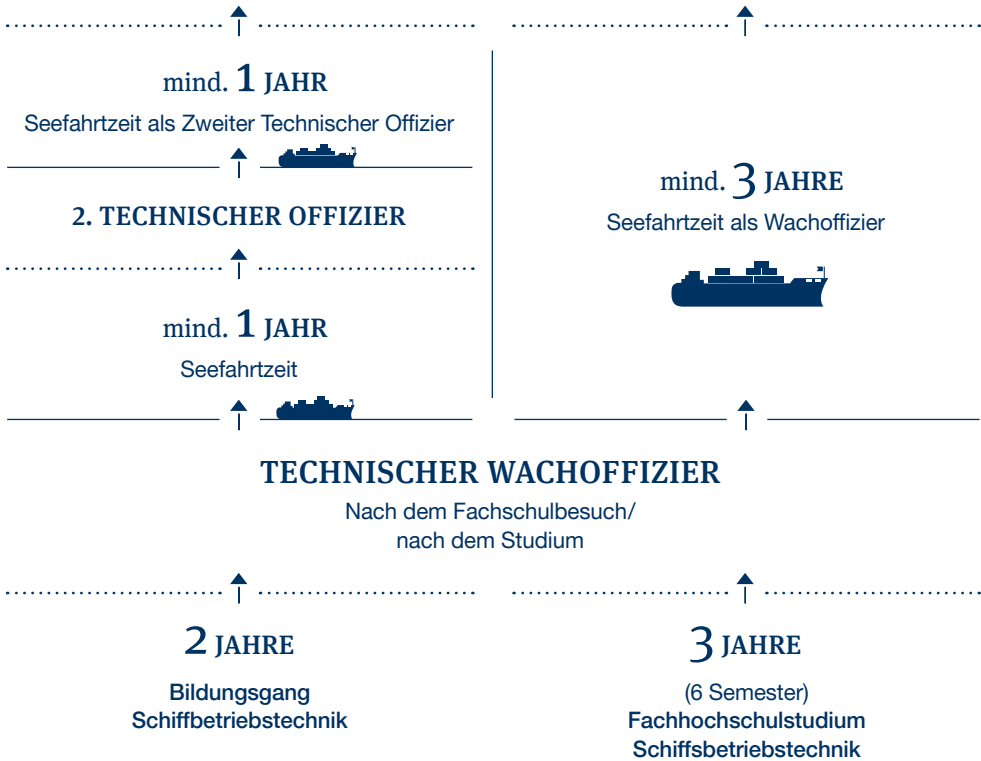 mind. 1 JAHR
Seefahrtzeit als Zweiter Technischer Offizier
2. TECHNISCHER OFFIZIER
mind. 1 JAHR
Seefahrtzeit
mind. 3 JAHRE
Seefahrtzeit als Wachoffizier
TECHNISCHER WACHOFFIZIER
Nach dem Fachschulbesuch/
nach dem Studium
2 JAHRE
Bildungsgang
Schiffbetriebstechnik
3 JAHRE
(6 Semester)
Fachhochschulstudium
Schiffsbetriebstechnik